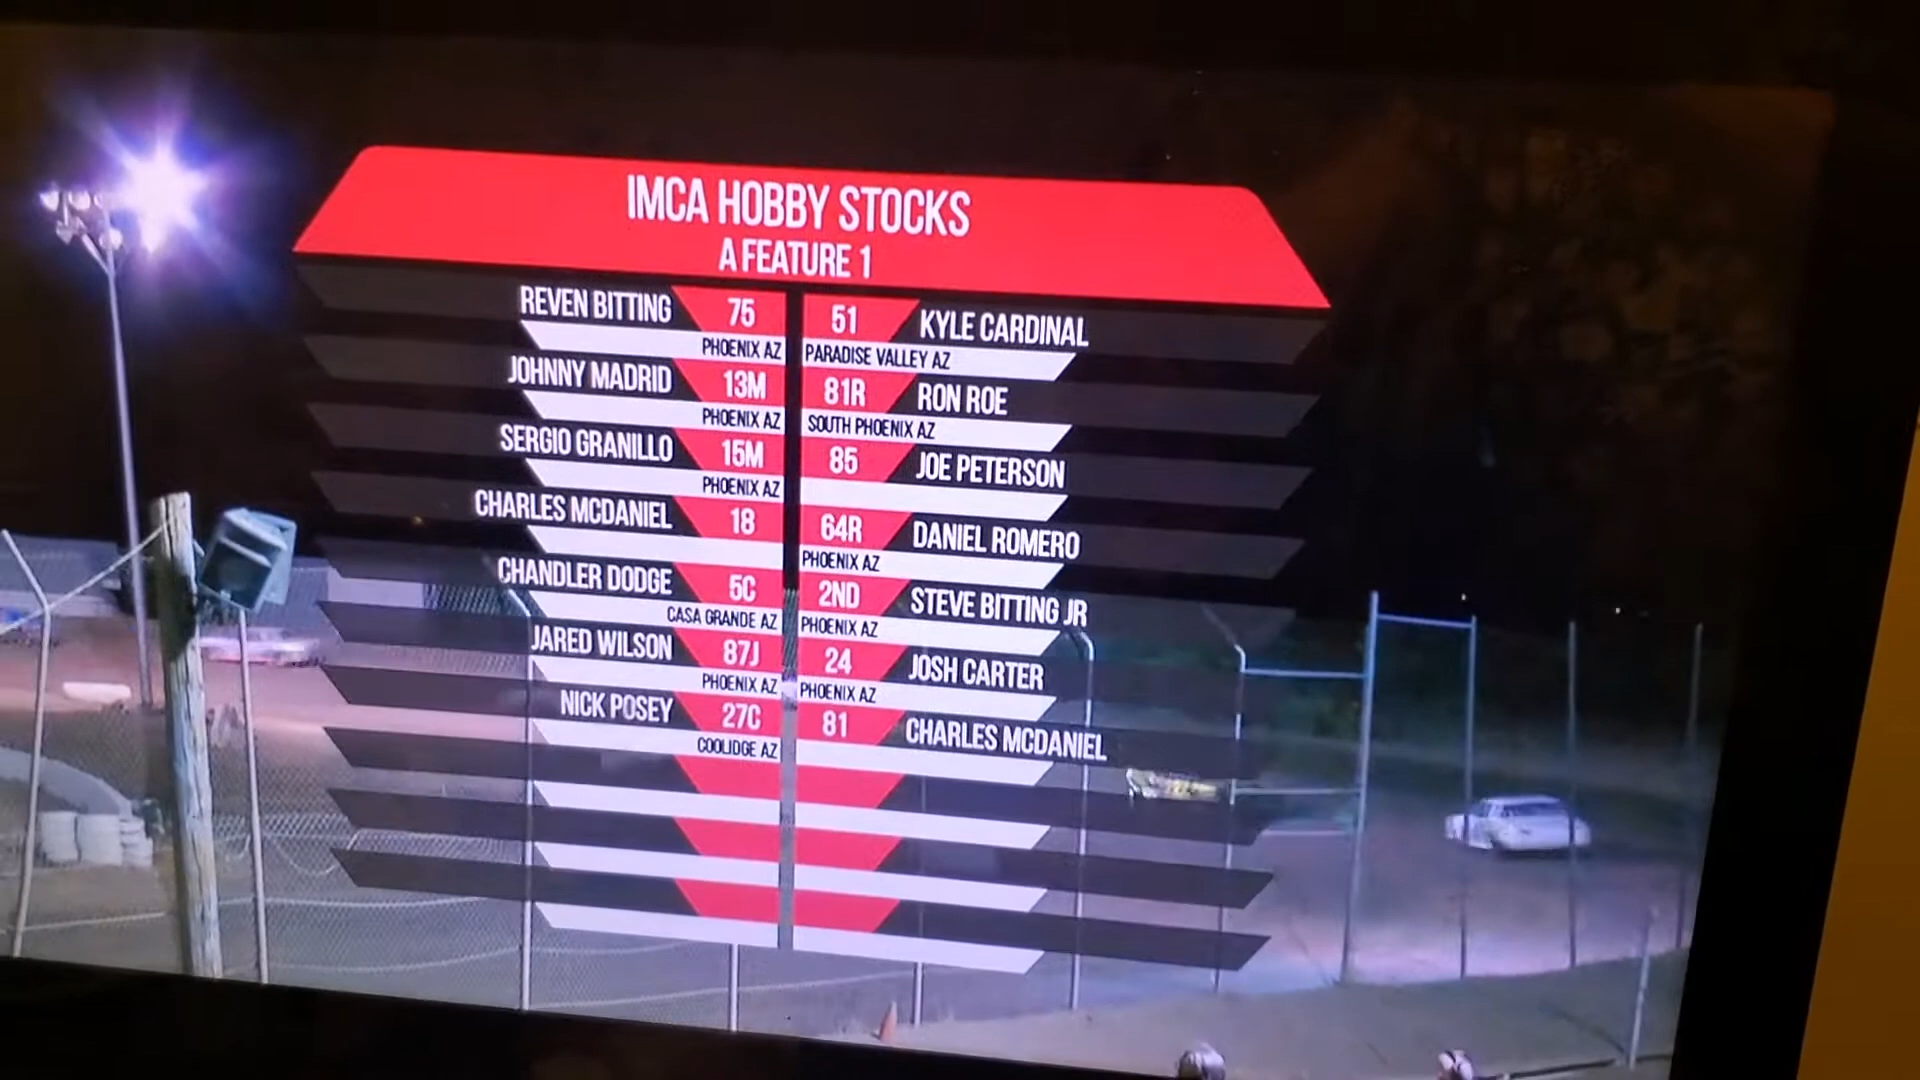 IMCA HOBBY STOCKS
A FEATURE 1
REVEN BITTING 75 51 KYLE CARDINAL
PHOENIX AZ PARADISE VALLEY AZ
JOHNNY MADRID 13M 81R RON ROE
PHOENIX AZ SOUTH PHOENIX AZ
SERGIO GRANILLO 15M 85 JOE PETERSON
PHOENIX AZ
CHARLES MCDANIEL 18 64R DANIEL ROMERO
PHOENIX AZ
CHANDLER DODGE 5C 2ND STEVE BITTING JR
CASA GRANDE AZ PHOENIX AZ
JARED WILSON 87J 24 JOSH CARTER
PHOENIX AZ PHOENIX AZ
NICK POSEY 27C 81 CHARLES MCDANIEL
COOLIDGE AZ